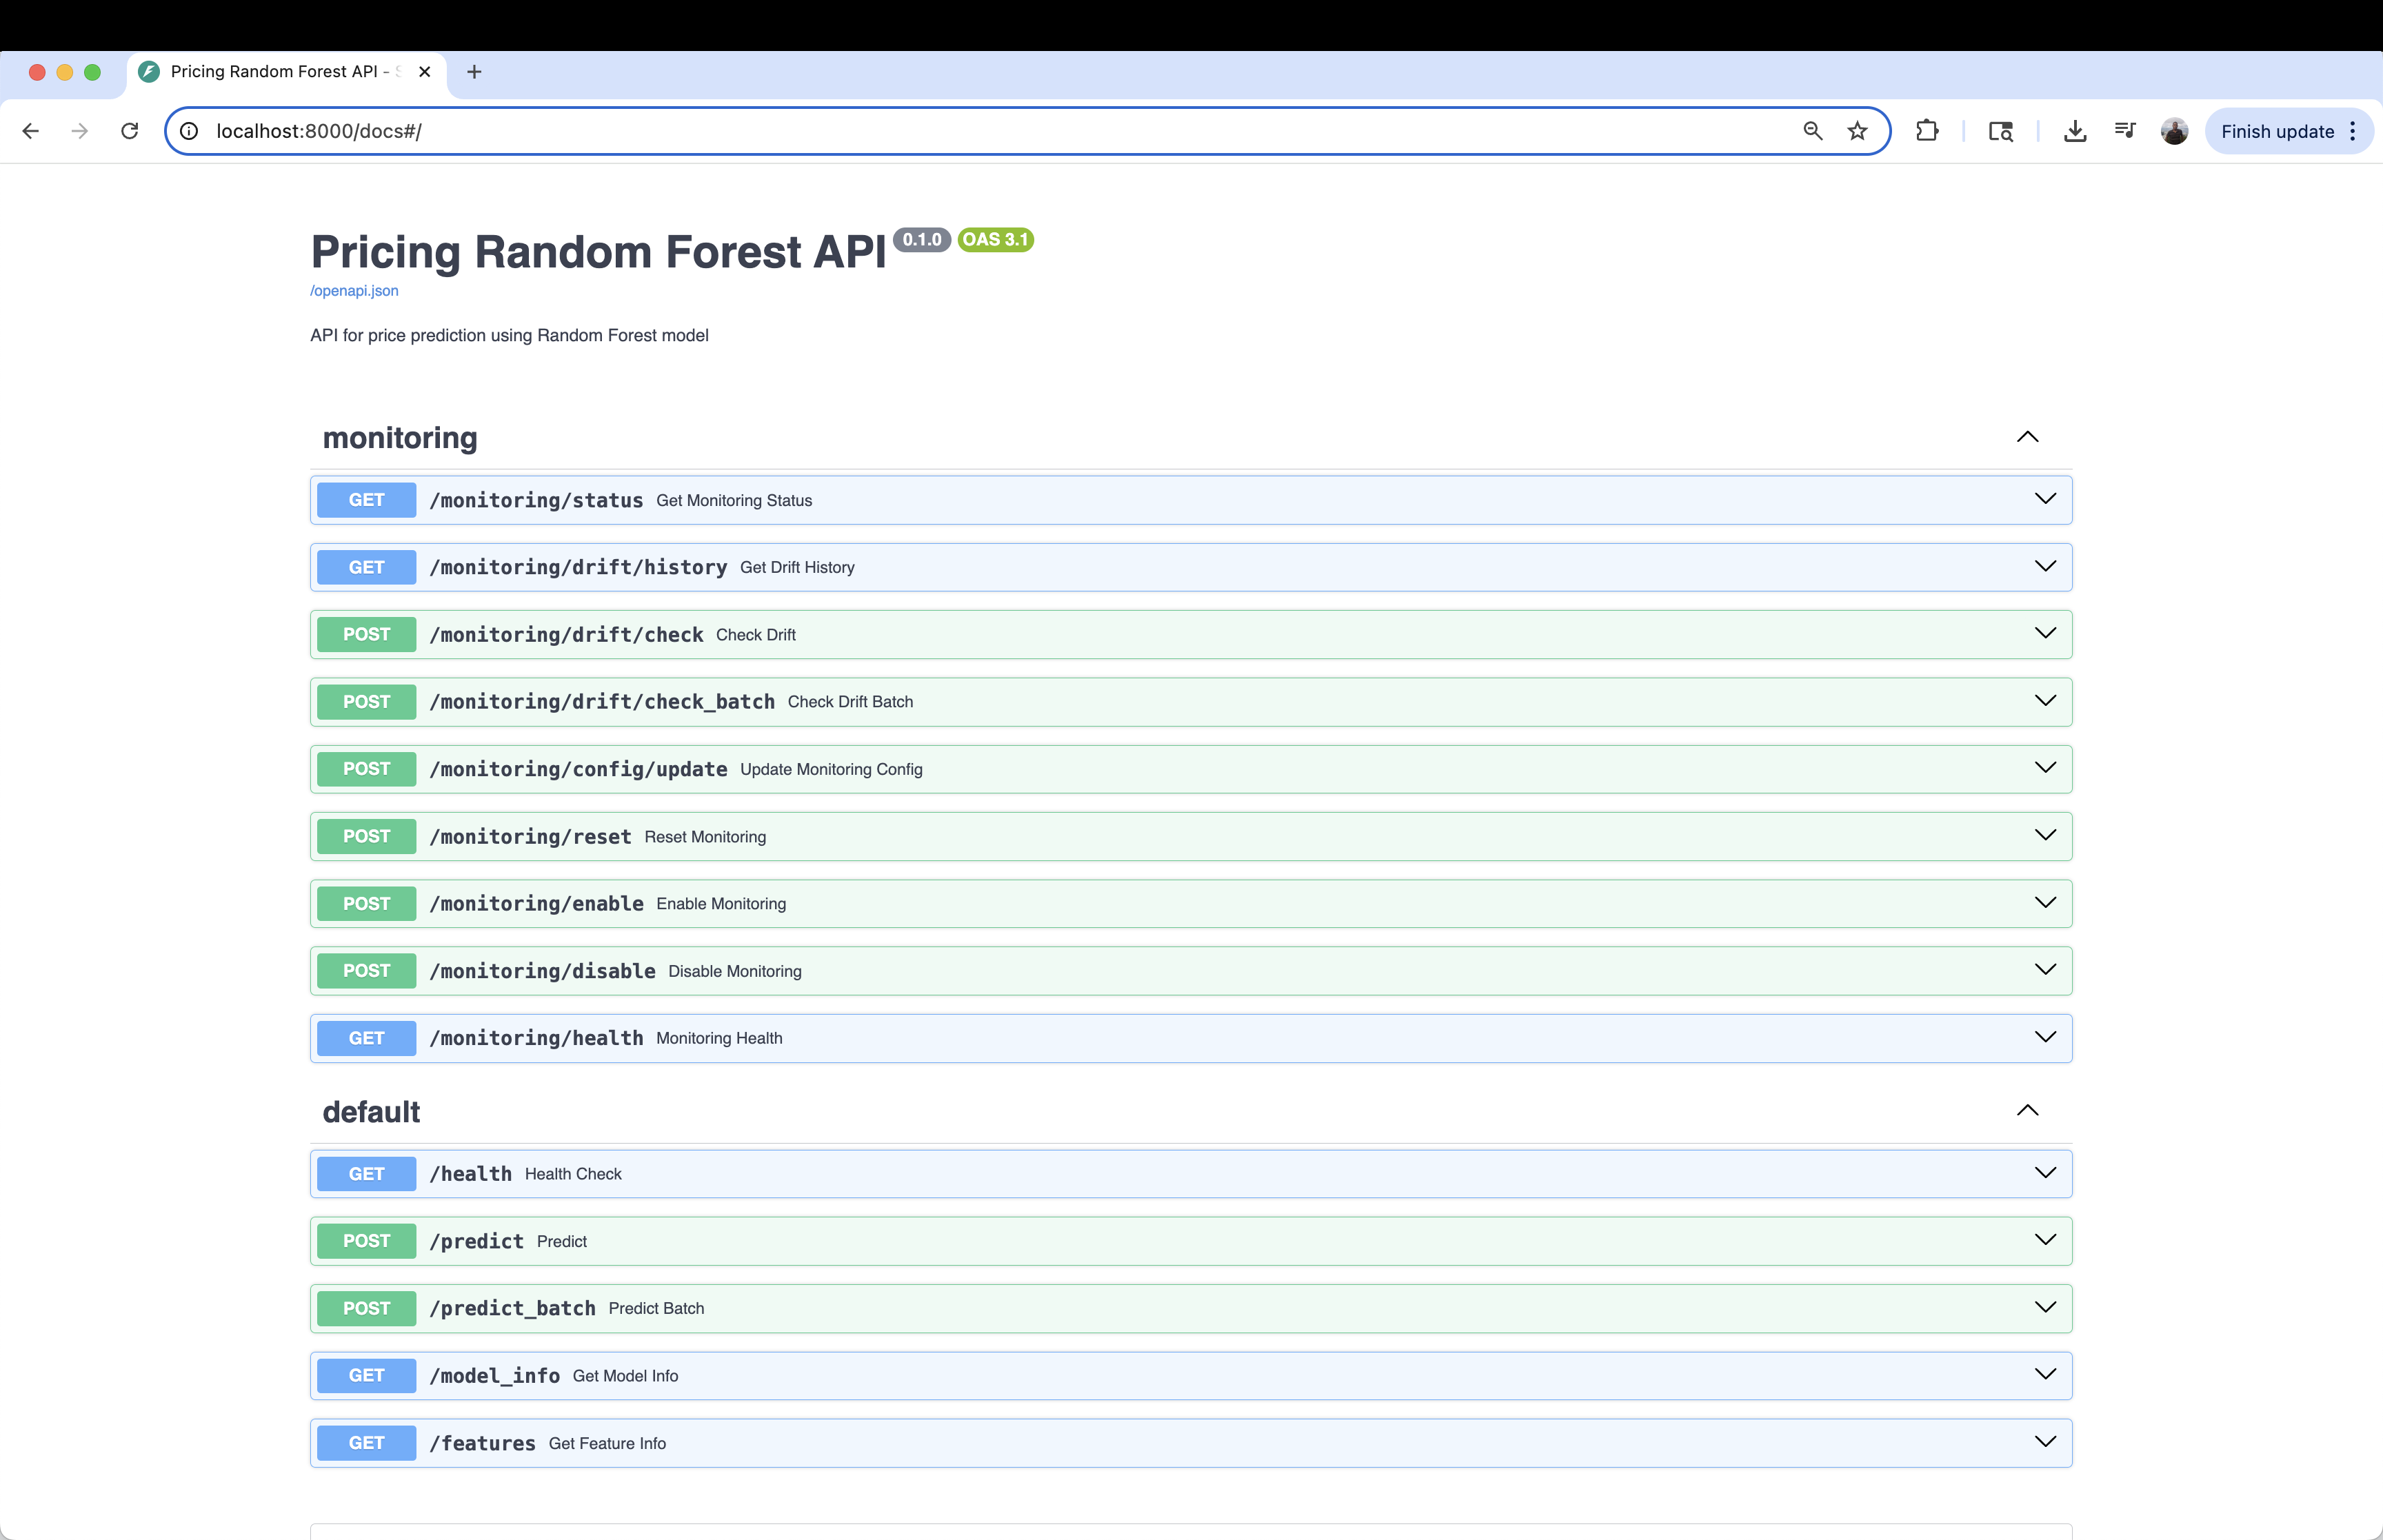 Pricing Random Forest API - S
localhost:8000/docs#/
Finish update
Pricing Random Forest API 0.1.0 OAS 3.1
/openapi.json
API for price prediction using Random Forest model
monitoring
GET /monitoring/status Get Monitoring Status
GET /monitoring/drift/history Get Drift History
POST /monitoring/drift/check Check Drift
POST /monitoring/drift/check_batch Check Drift Batch
POST /monitoring/config/update Update Monitoring Config
POST /monitoring/reset Reset Monitoring
POST /monitoring/enable Enable Monitoring
POST /monitoring/disable Disable Monitoring
GET /monitoring/health Monitoring Health
default
GET /health Health Check
POST /predict Predict
POST /predict_batch Predict Batch
GET /model_info Get Model Info
GET /features Get Feature Info